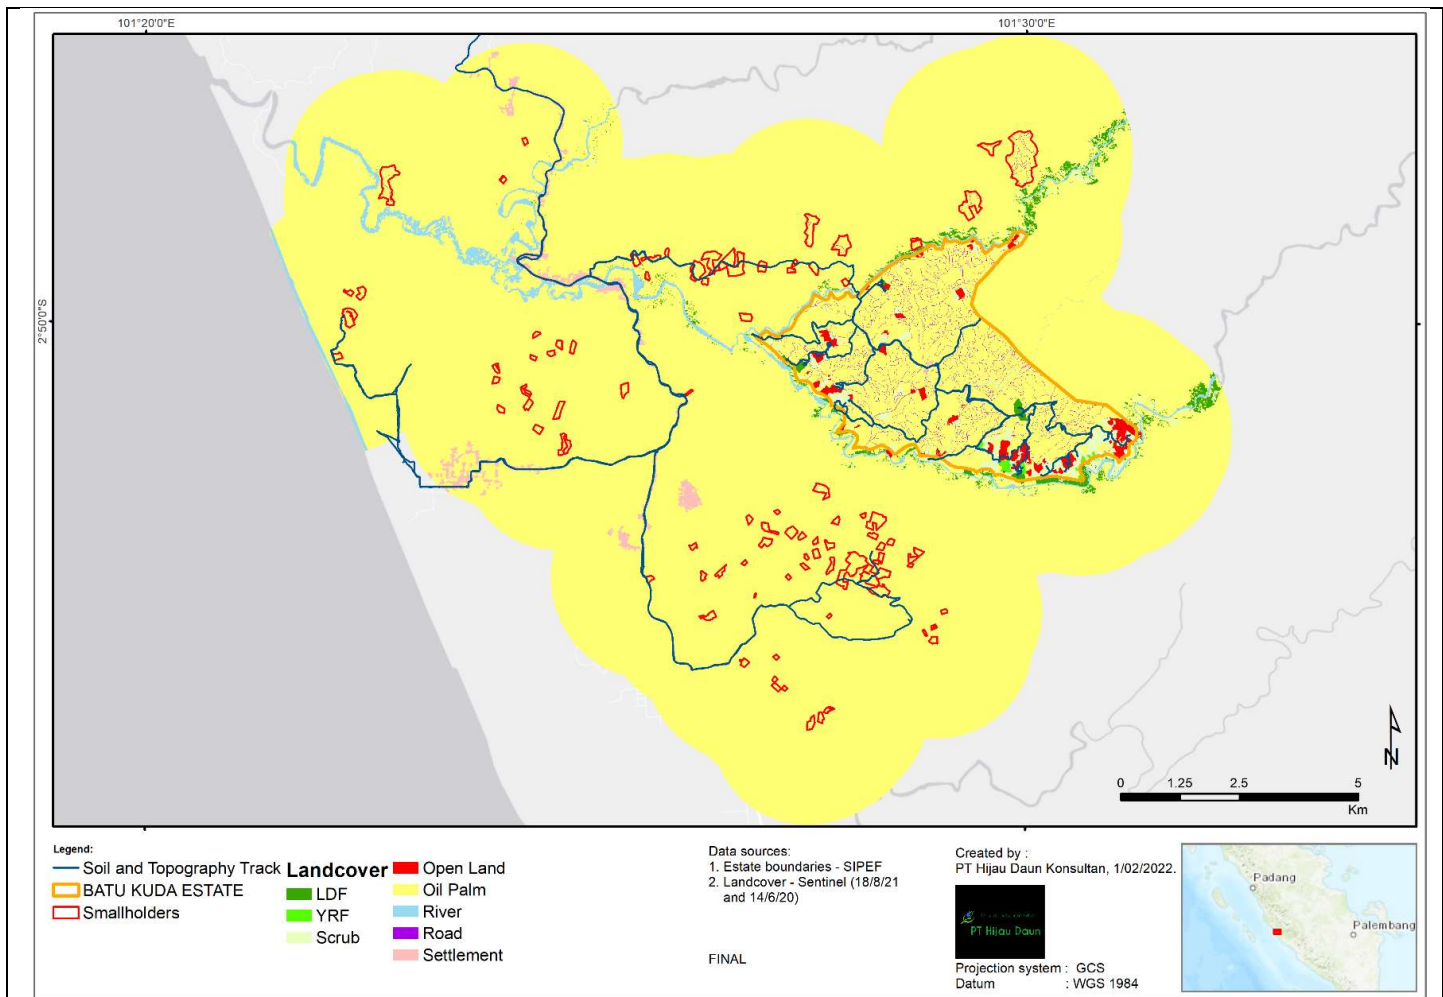 101°20'0"E
101°30'0"E
2°50'0"S
N
0 1.25 2.5 5
Km
Legend:
Soil and Topography Track
BATU KUDA ESTATE
Smallholders
Landcover
LDF
YRF
Scrub
Open Land
Oil Palm
River
Road
Settlement
Data sources:
1. Estate boundaries - SIPEF
2. Landcover - Sentinel (18/8/21
and 14/6/20)
FINAL
Created by :
PT Hijau Daun Konsultan, 1/02/2022.
PT Hijau Daun
Projection system : GCS
Datum : WGS 1984
Padang
Palembang